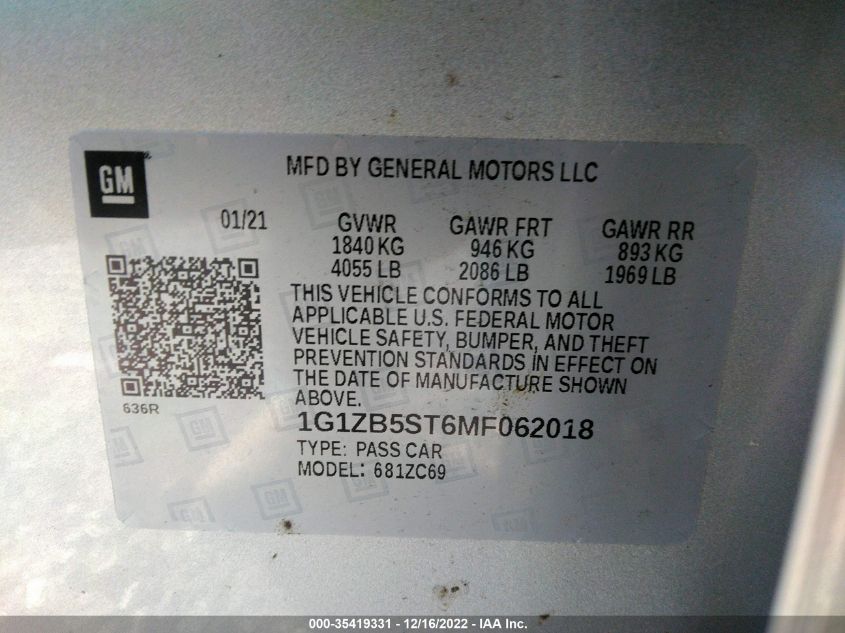 GM
MFD BY GENERAL MOTORS LLC
01/21
GVWR GAWR FRT GAWR RR
1840 KG 946 KG 893 KG
4055 LB 2086 LB 1969 LB
THIS VEHICLE CONFORMS TO ALL
APPLICABLE U.S. FEDERAL MOTOR
VEHICLE SAFETY, BUMPER, AND THEFT
PREVENTION STANDARDS IN EFFECT ON
THE DATE OF MANUFACTURE SHOWN
ABOVE.
636R
1G1ZB5ST6MF062018
TYPE: PASS CAR
MODEL: 681ZC69
000-35419331 - 12/16/2022 - IAA Inc.